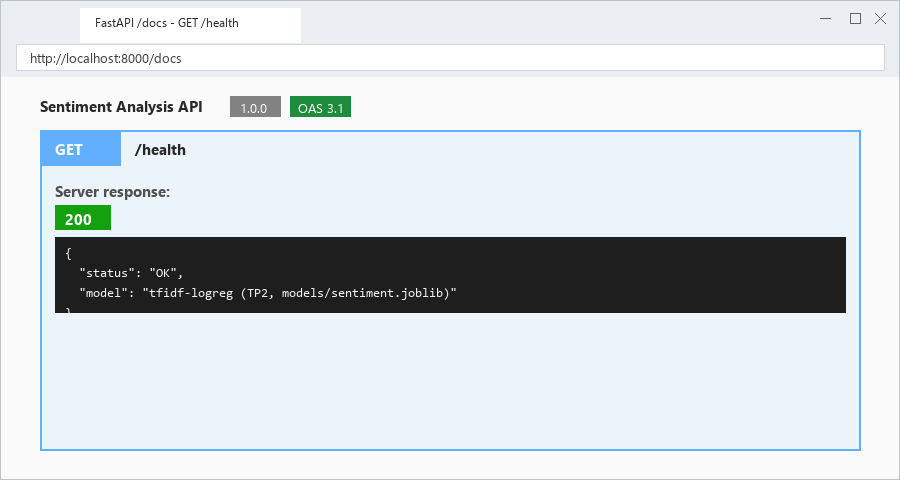 FastAPI /docs - GET /health
http://localhost:8000/docs
Sentiment Analysis API 1.0.0 OAS 3.1
GET /health
Server response:
200
{
  "status": "OK",
  "model": "tfidf-logreg (TP2, models/sentiment.joblib)"
}